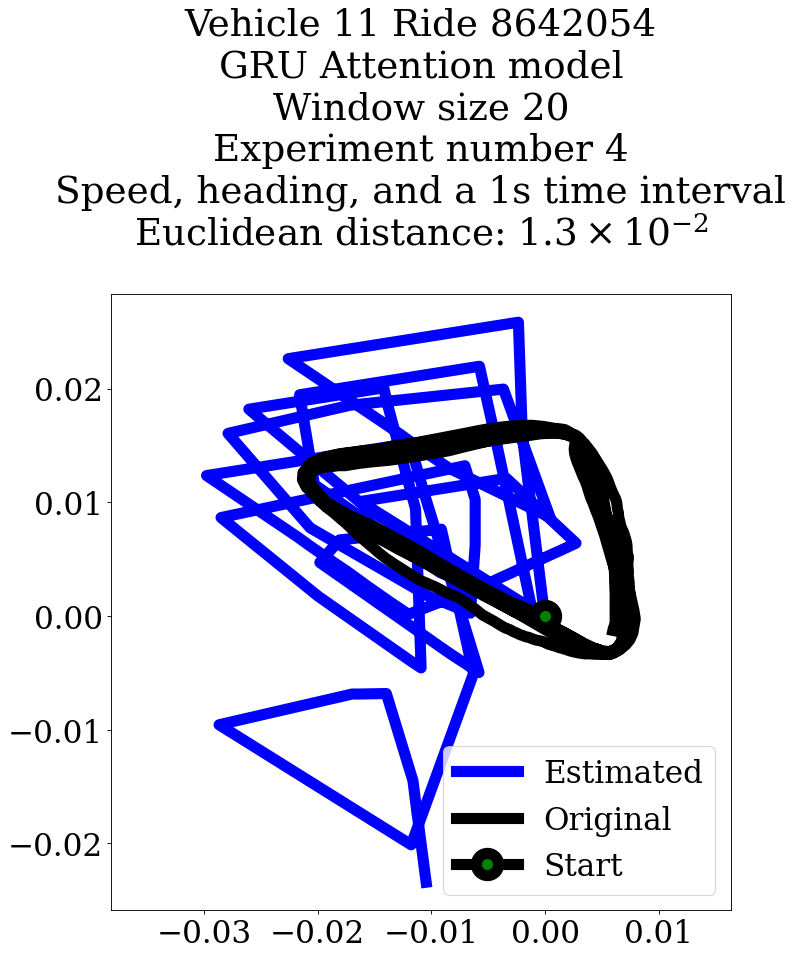 Vehicle 11 Ride 8642054
GRU Attention model
Window size 20
Experiment number 4
Speed, heading, and a 1s time interval
Euclidean distance: 1.3 × 10⁻²
0.02
0.01
0.00
−0.01
−0.02
Estimated
Original
Start
−0.03 −0.02 −0.01 0.00 0.01